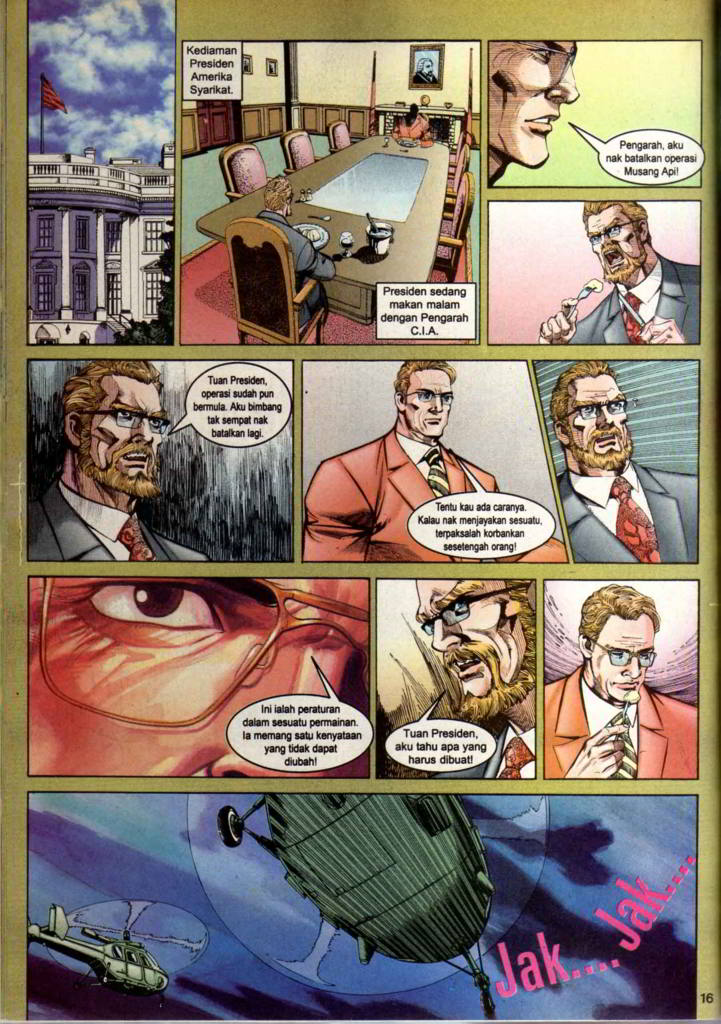 Kediaman
Presiden
Amerika
Syarikat.
Pengarah, aku
nak batalkan operasi
Musang Api!
Presiden sedang
makan malam
dengan Pengarah
C.I.A.
Tuan Presiden,
operasi sudah pun
bermula. Aku bimbang
tak sempat nak
batalkan lagi.
Tentu kau ada caranya.
Kalau nak menjayakan sesuatu,
terpaksalah korbankan
sesetengah orang!
Ini ialah peraturan
dalam sesuatu permainan.
Ia memang satu kenyataan
yang tidak dapat
diubah!
Tuan Presiden,
aku tahu apa yang
harus dibuat!
Jak.... Jak....
16